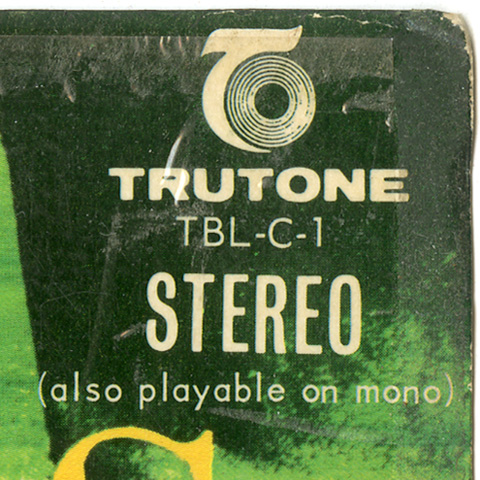 TRUTONE
TBL-C-1
STEREO
(also playable on mono)